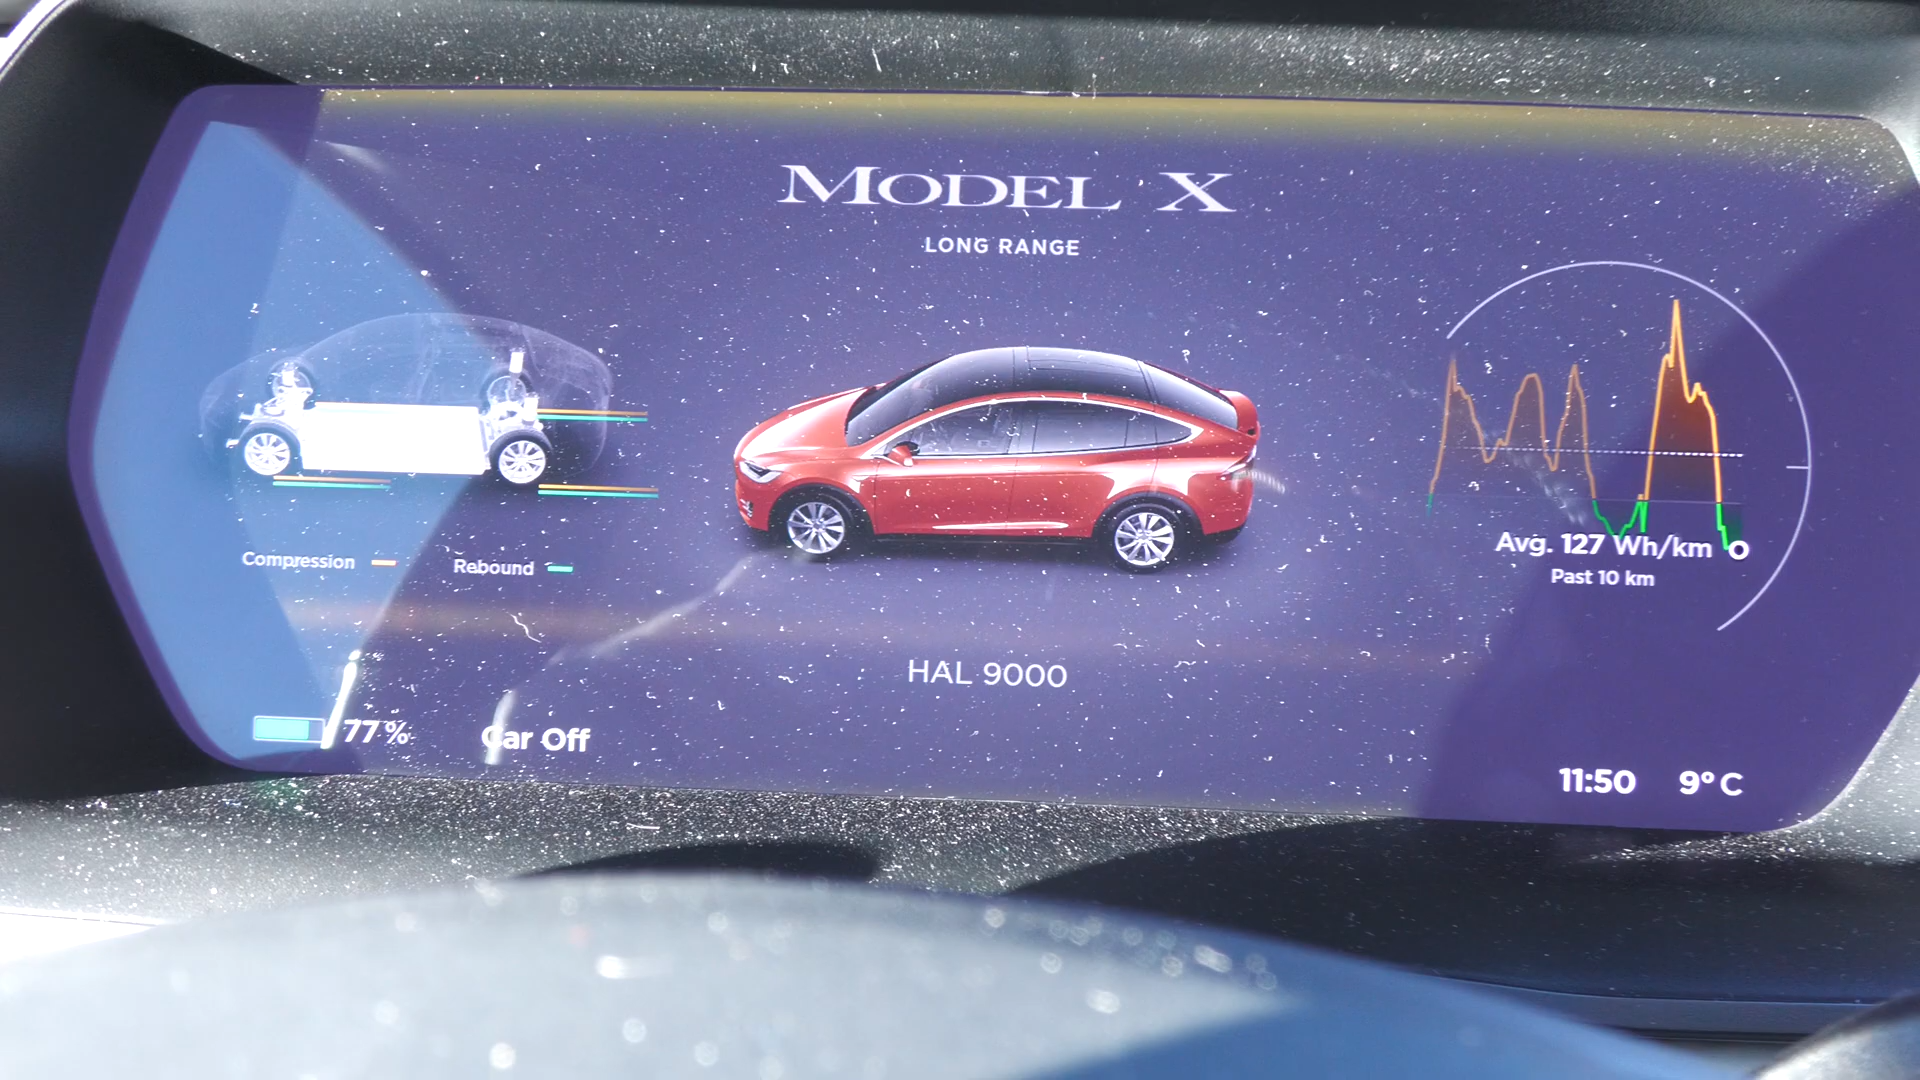 MODEL X
LONG RANGE
Compression
Rebound
Avg. 127 Wh/km
Past 10 km
HAL 9000
77%
Car Off
11:50
9°C